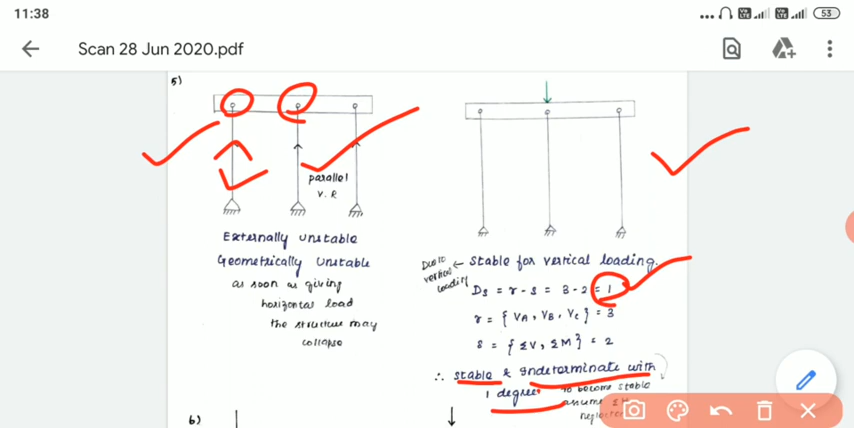 11:38
53
Scan 28 Jun 2020.pdf
5)
parallel
V.R
Externally Unstable
Geometrically Unstable
as soon as giving
horizontal load
the structure may
collapse
Due to
vertical
loading
← Stable for vertical loading.
Ds = r - s = 3 - 2 = 1
r = { VA, VB, VC } = 3
s = { ΣV, ΣM } = 2
∴ stable & Indeterminate with
1 degree
to become stable
assume ΣH
6)